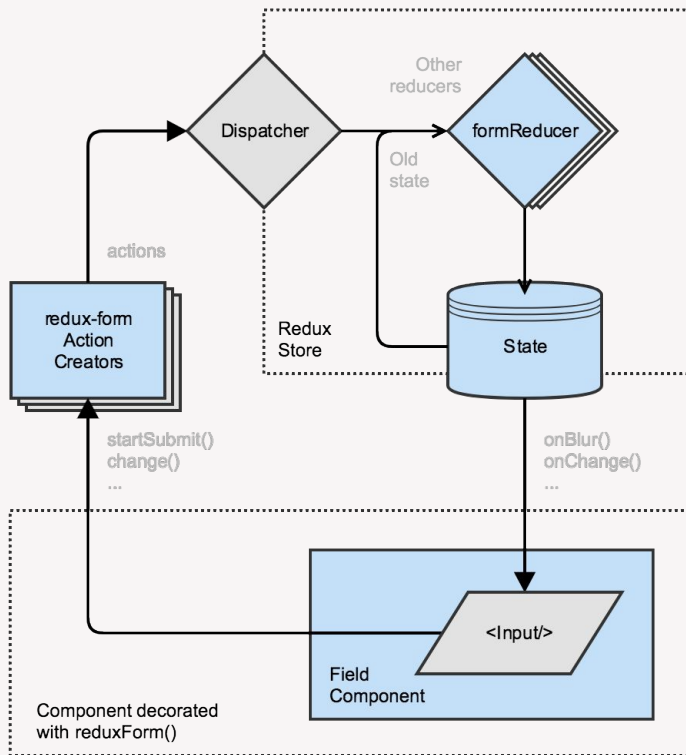 Other
reducers
Dispatcher
formReducer
Old
state
actions
redux-form
Action
Creators
Redux
Store
State
startSubmit()
change()
...
onBlur()
onChange()
...
<Input/>
Field
Component
Component decorated
with reduxForm()